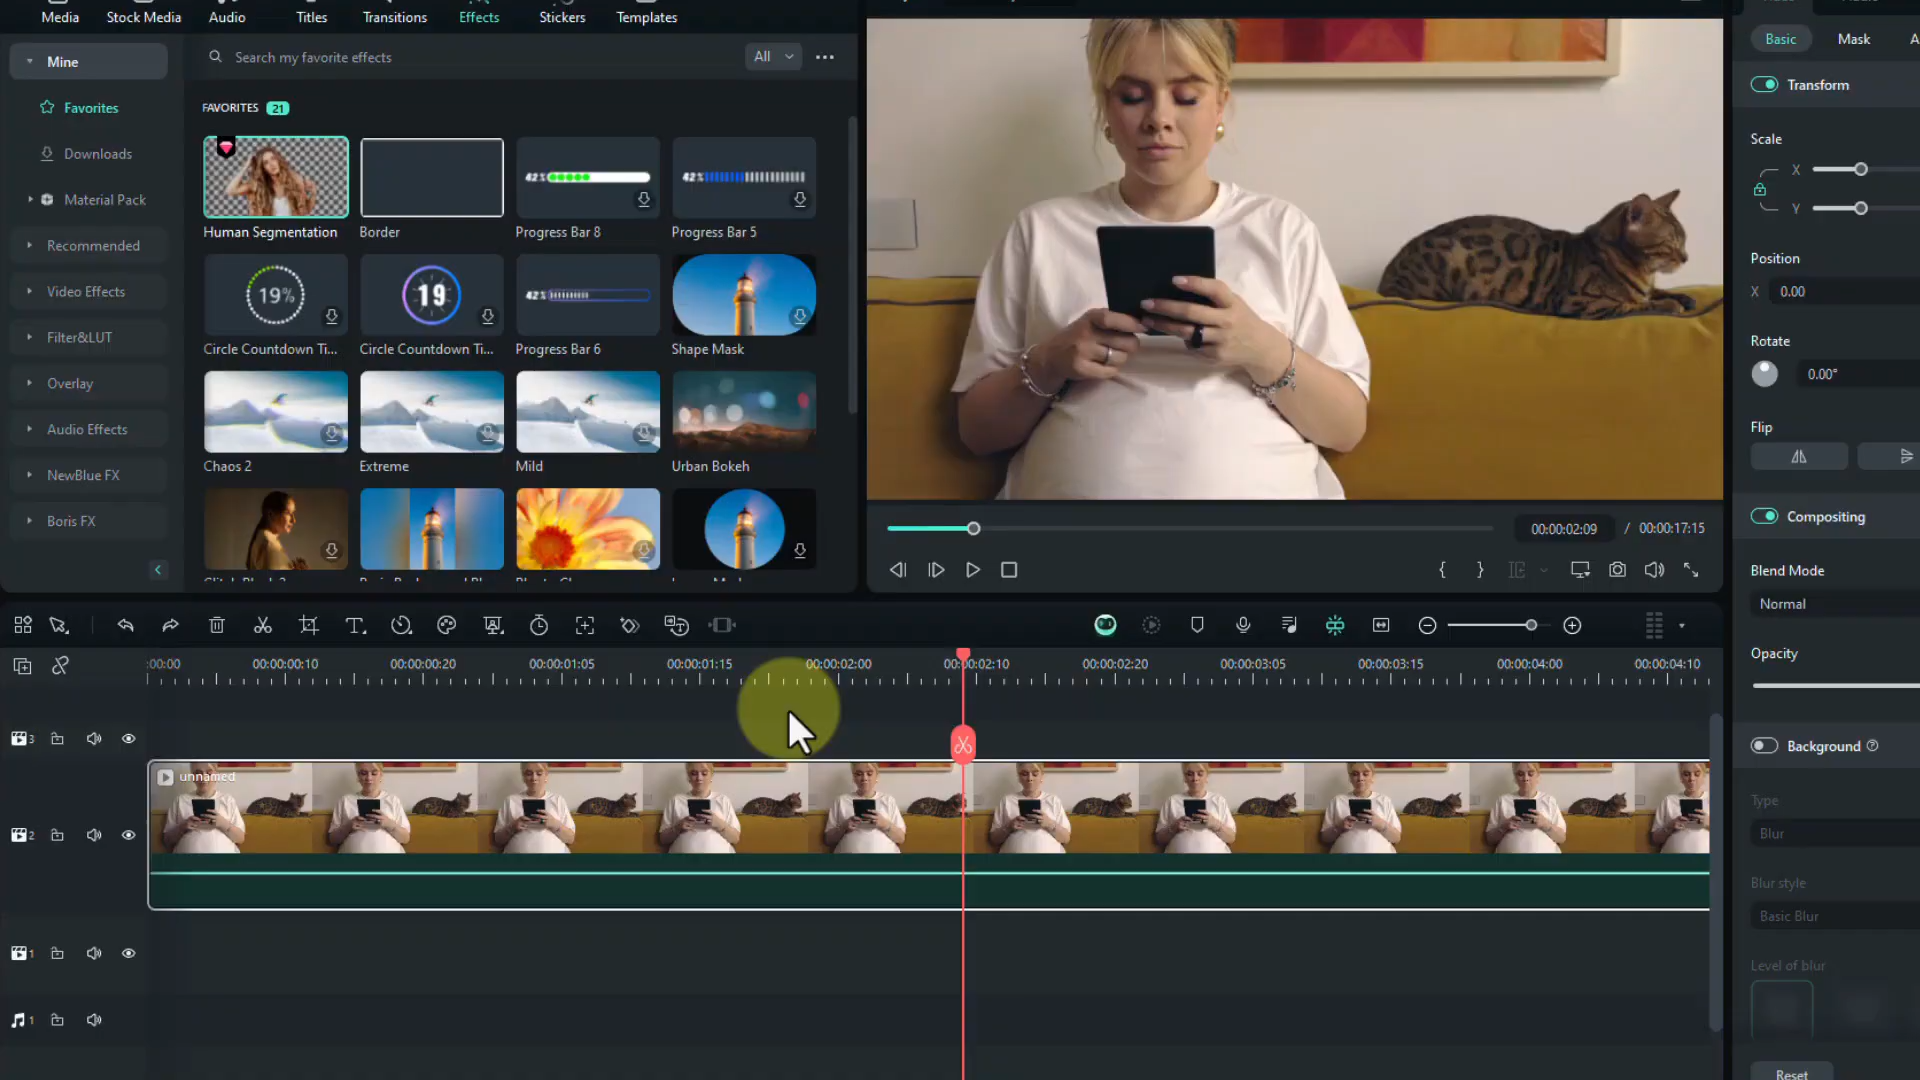 Media
Stock Media
Audio
Titles
Transitions
Effects
Stickers
Templates
Mine
Favorites
Downloads
Material Pack
Recommended
Video Effects
Filter&LUT
Overlay
Audio Effects
NewBlue FX
Boris FX
Search my favorite effects
All
FAVORITES 21
Human Segmentation
Border
42%
Progress Bar 8
42%
Progress Bar 5
19%
Circle Countdown Ti...
19
Circle Countdown Ti...
42%
Progress Bar 6
Shape Mask
Chaos 2
Extreme
Mild
Urban Bokeh
00:00:02:09 / 00:00:17:15
Basic
Mask
Transform
Scale
X
Y
Position
X 0.00
Rotate
0.00°
Flip
Compositing
Blend Mode
Normal
Opacity
Background
Type
Blur
Blur style
Basic Blur
Level of blur
Reset
:00:00
00:00:00:10
00:00:00:20
00:00:01:05
00:00:01:15
00:00:02:00
00:00:02:10
00:00:02:20
00:00:03:05
00:00:03:15
00:00:04:00
00:00:04:10
3
unnamed
2
1
1